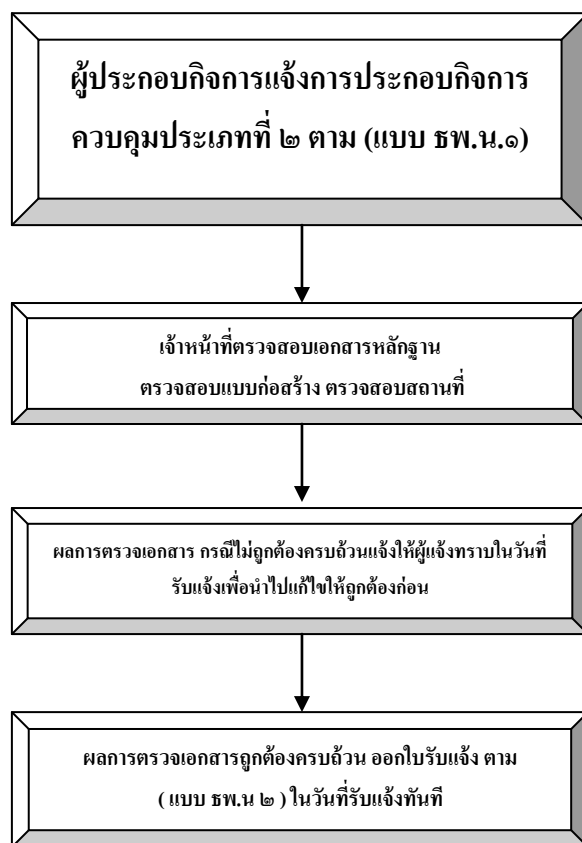 ผู้ประกอบกิจการแจ้งการประกอบกิจการ
ควบคุมประเภทที่ ๒ ตาม (แบบ ธพ.น.๑)
เจ้าหน้าที่ตรวจสอบเอกสารหลักฐาน
ตรวจสอบแบบก่อสร้าง ตรวจสอบสถานที่
ผลการตรวจเอกสาร กรณีไม่ถูกต้องครบถ้วนแจ้งให้ผู้แจ้งทราบในวันที่
รับแจ้งเพื่อนำไปแก้ไขให้ถูกต้องก่อน
ผลการตรวจเอกสารถูกต้องครบถ้วน ออกใบรับแจ้ง ตาม
( แบบ ธพ.น ๒ ) ในวันที่รับแจ้งทันที